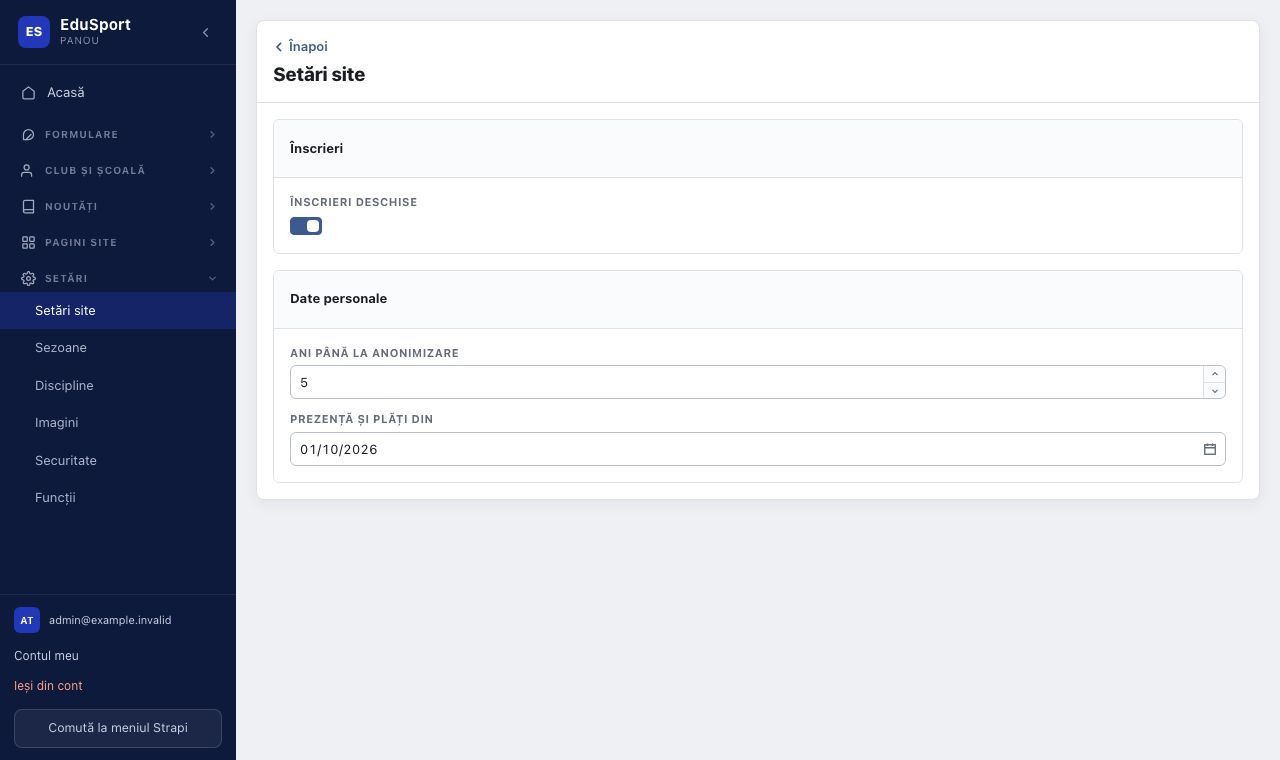 ES
EduSport
PANOU
Acasă
FORMULARE
CLUB ȘI ȘCOALĂ
NOUTĂȚI
PAGINI SITE
SETĂRI
Setări site
Sezoane
Discipline
Imagini
Securitate
Funcții
AT
admin@example.invalid
Contul meu
Ieși din cont
Comută la meniul Strapi
Înapoi
Setări site
Înscrieri
ÎNSCRIERI DESCHISE
Date personale
ANI PÂNĂ LA ANONIMIZARE
5
PREZENȚĂ ȘI PLĂȚI DIN
01/10/2026